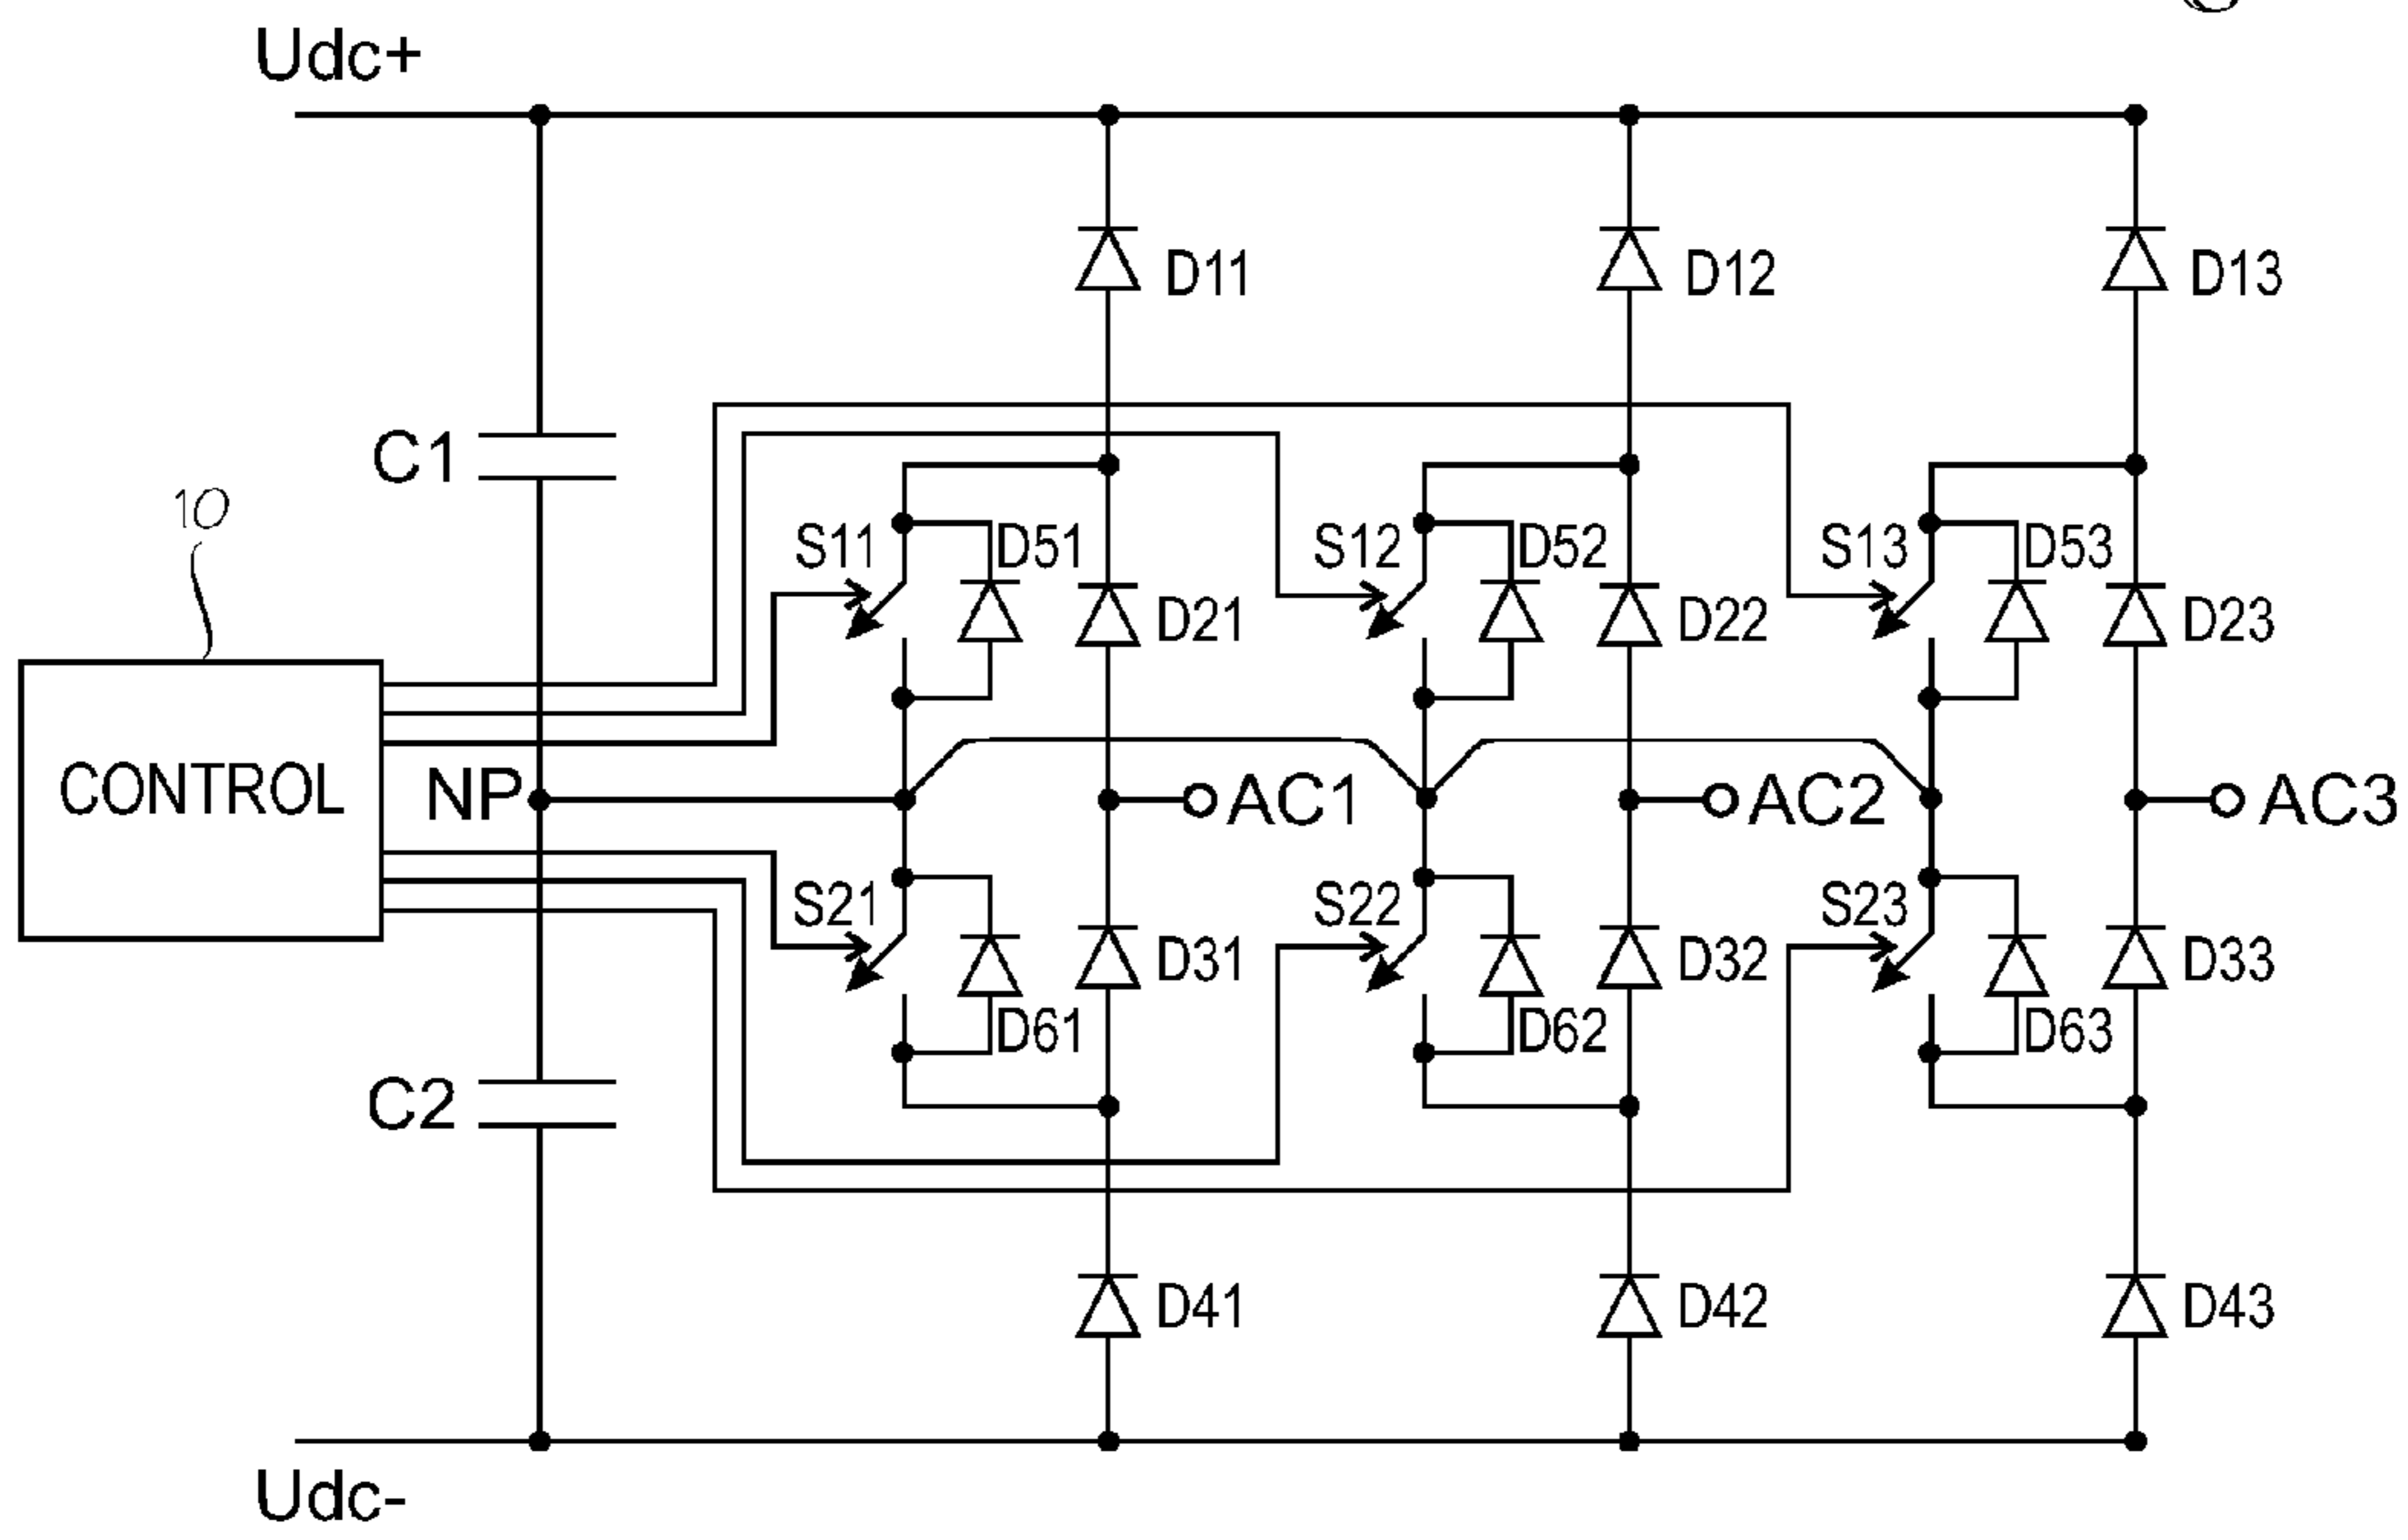 Udc+
D11
D12
D13
C1
10
S11
D51
S12
D52
S13
D53
D21
D22
D23
CONTROL
NP
AC1
AC2
AC3
S21
S22
S23
D31
D32
D33
D61
D62
D63
C2
D41
D42
D43
Udc-